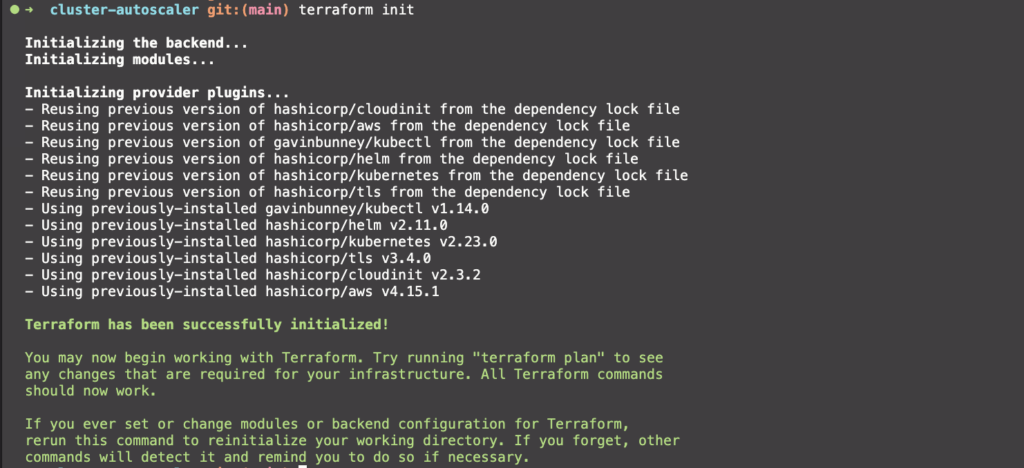 → cluster-autoscaler git:(main) terraform init
Initializing the backend...
Initializing modules...
Initializing provider plugins...
- Reusing previous version of hashicorp/cloudinit from the dependency lock file
- Reusing previous version of hashicorp/aws from the dependency lock file
- Reusing previous version of gavinbunney/kubectl from the dependency lock file
- Reusing previous version of hashicorp/helm from the dependency lock file
- Reusing previous version of hashicorp/kubernetes from the dependency lock file
- Reusing previous version of hashicorp/tls from the dependency lock file
- Using previously-installed gavinbunney/kubectl v1.14.0
- Using previously-installed hashicorp/helm v2.11.0
- Using previously-installed hashicorp/kubernetes v2.23.0
- Using previously-installed hashicorp/tls v3.4.0
- Using previously-installed hashicorp/cloudinit v2.3.2
- Using previously-installed hashicorp/aws v4.15.1
Terraform has been successfully initialized!
You may now begin working with Terraform. Try running "terraform plan" to see
any changes that are required for your infrastructure. All Terraform commands
should now work.
If you ever set or change modules or backend configuration for Terraform,
rerun this command to reinitialize your working directory. If you forget, other
commands will detect it and remind you to do so if necessary.